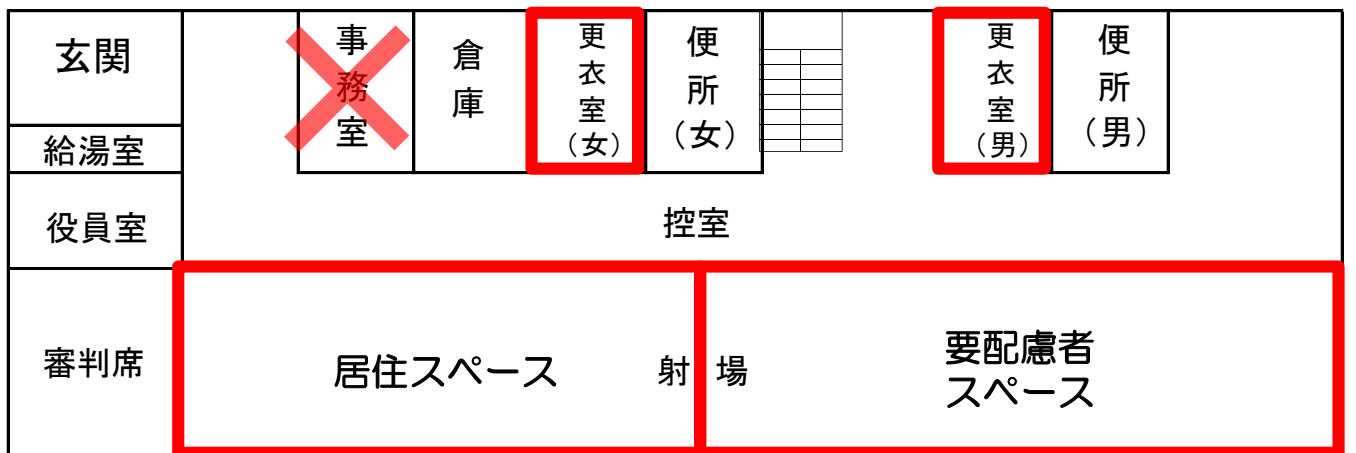 玄関
事務室
倉庫
更衣室（女）
便所（女）
更衣室（男）
便所（男）
給湯室
役員室
控室
審判席
居住スペース
射場
要配慮者
スペース